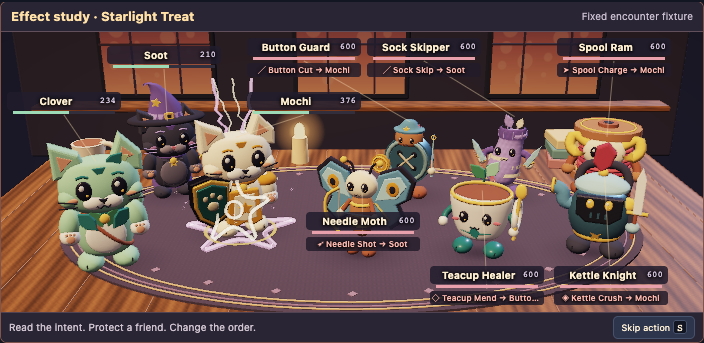 Effect study · Starlight Treat
Fixed encounter fixture
Soot 210
Button Guard 600
Button Cut → Mochi
Sock Skipper 600
Sock Skip → Soot
Spool Ram 600
Spool Charge → Mochi
Clover 234
Mochi 376
Needle Moth 600
Needle Shot → Soot
Teacup Healer 600
Teacup Mend → Butto...
Kettle Knight 600
Kettle Crush → Mochi
Read the intent. Protect a friend. Change the order.
Skip action S